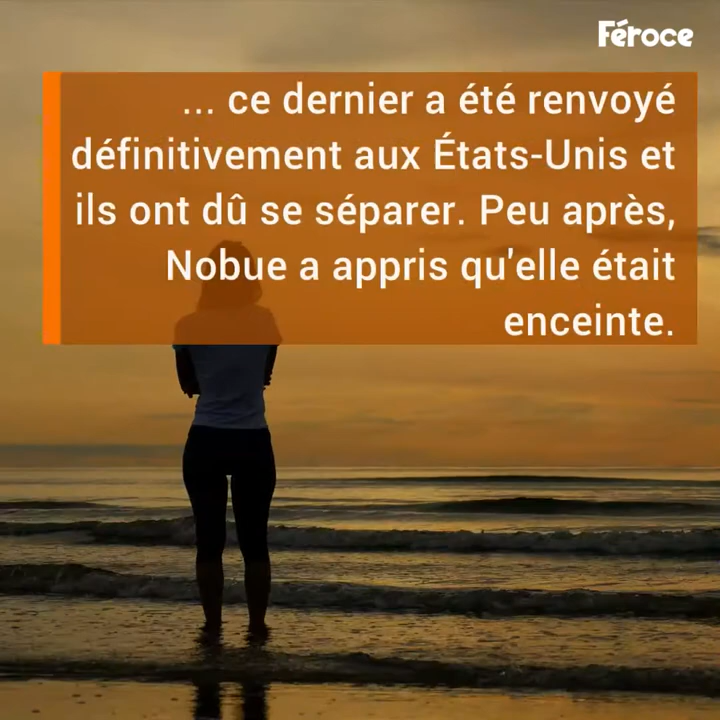 Féroce
... ce dernier a été renvoyé
définitivement aux États-Unis et
ils ont dû se séparer. Peu après,
Nobue a appris qu'elle était
enceinte.